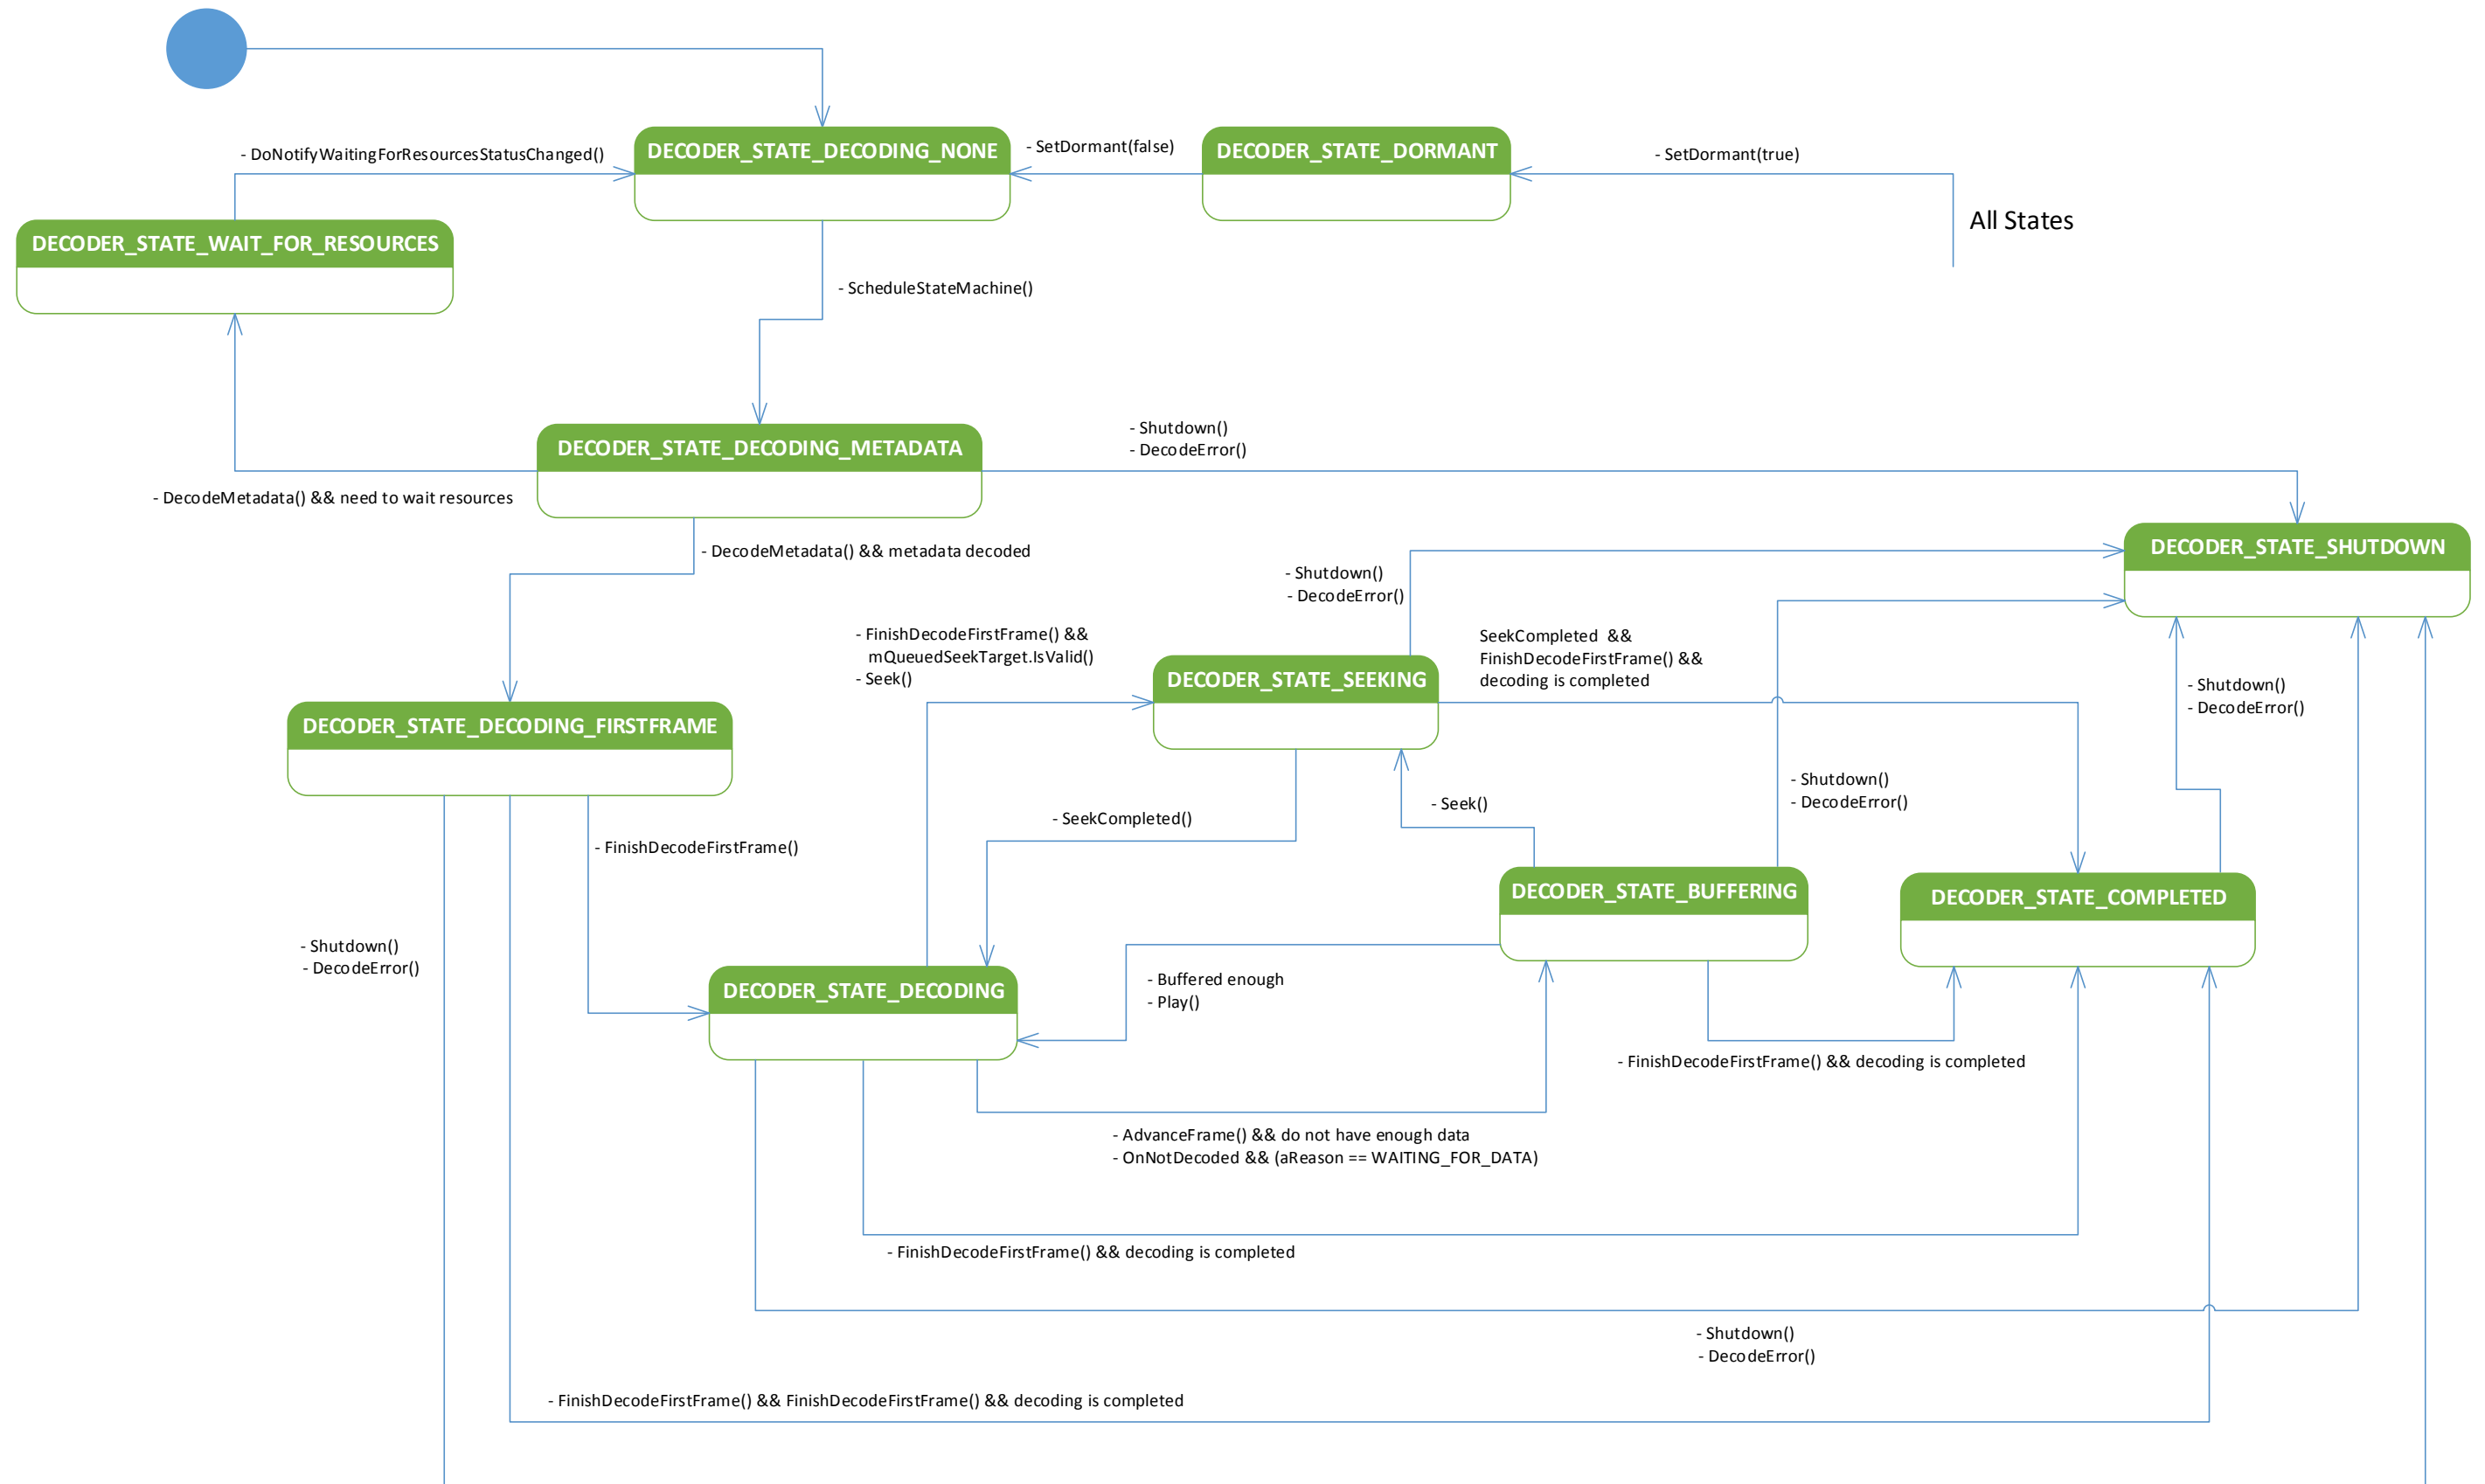 DECODER_STATE_DECODING_NONE
DECODER_STATE_DORMANT
- SetDormant(false)
- SetDormant(true)
- DoNotifyWaitingForResourcesStatusChanged()
All States
DECODER_STATE_WAIT_FOR_RESOURCES
- ScheduleStateMachine()
DECODER_STATE_DECODING_METADATA
- Shutdown()
- DecodeError()
- DecodeMetadata() && need to wait resources
- DecodeMetadata() && metadata decoded
DECODER_STATE_SHUTDOWN
- Shutdown()
- DecodeError()
- FinishDecodeFirstFrame() &&
mQueuedSeekTarget.IsValid()
- Seek()
SeekCompleted &&
FinishDecodeFirstFrame() &&
decoding is completed
DECODER_STATE_SEEKING
- Shutdown()
- DecodeError()
DECODER_STATE_DECODING_FIRSTFRAME
- Shutdown()
- DecodeError()
- Seek()
- SeekCompleted()
- FinishDecodeFirstFrame()
DECODER_STATE_BUFFERING
DECODER_STATE_COMPLETED
- Shutdown()
- DecodeError()
DECODER_STATE_DECODING
- Buffered enough
- Play()
- FinishDecodeFirstFrame() && decoding is completed
- AdvanceFrame() && do not have enough data
- OnNotDecoded && (aReason == WAITING_FOR_DATA)
- FinishDecodeFirstFrame() && decoding is completed
- Shutdown()
- DecodeError()
- FinishDecodeFirstFrame() && FinishDecodeFirstFrame() && decoding is completed